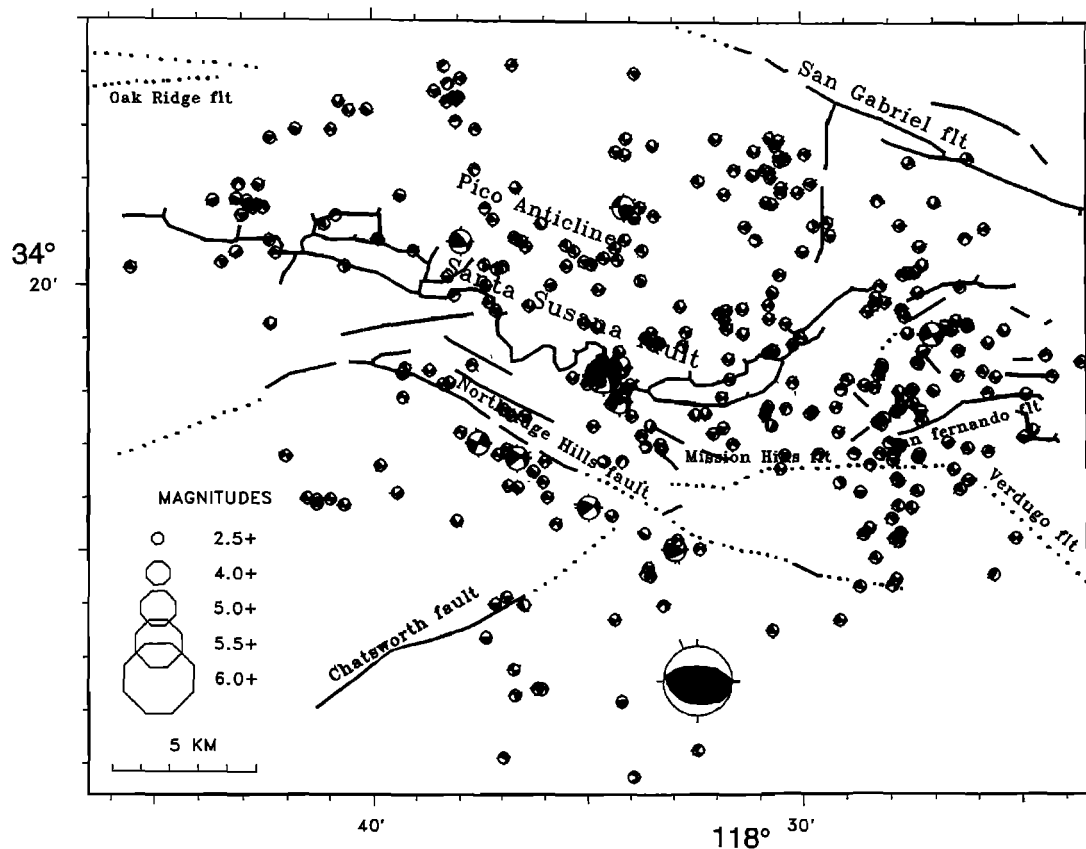 Oak Ridge flt
San Gabriel flt
Pico Anticline
34°
20'
Santa Susana fault
Northridge Hills fault
Mission Hills flt
San fernando flt
Verdugo flt
Chatsworth fault
MAGNITUDES
2.5+
4.0+
5.0+
5.5+
6.0+
5 KM
40'
118°
30'